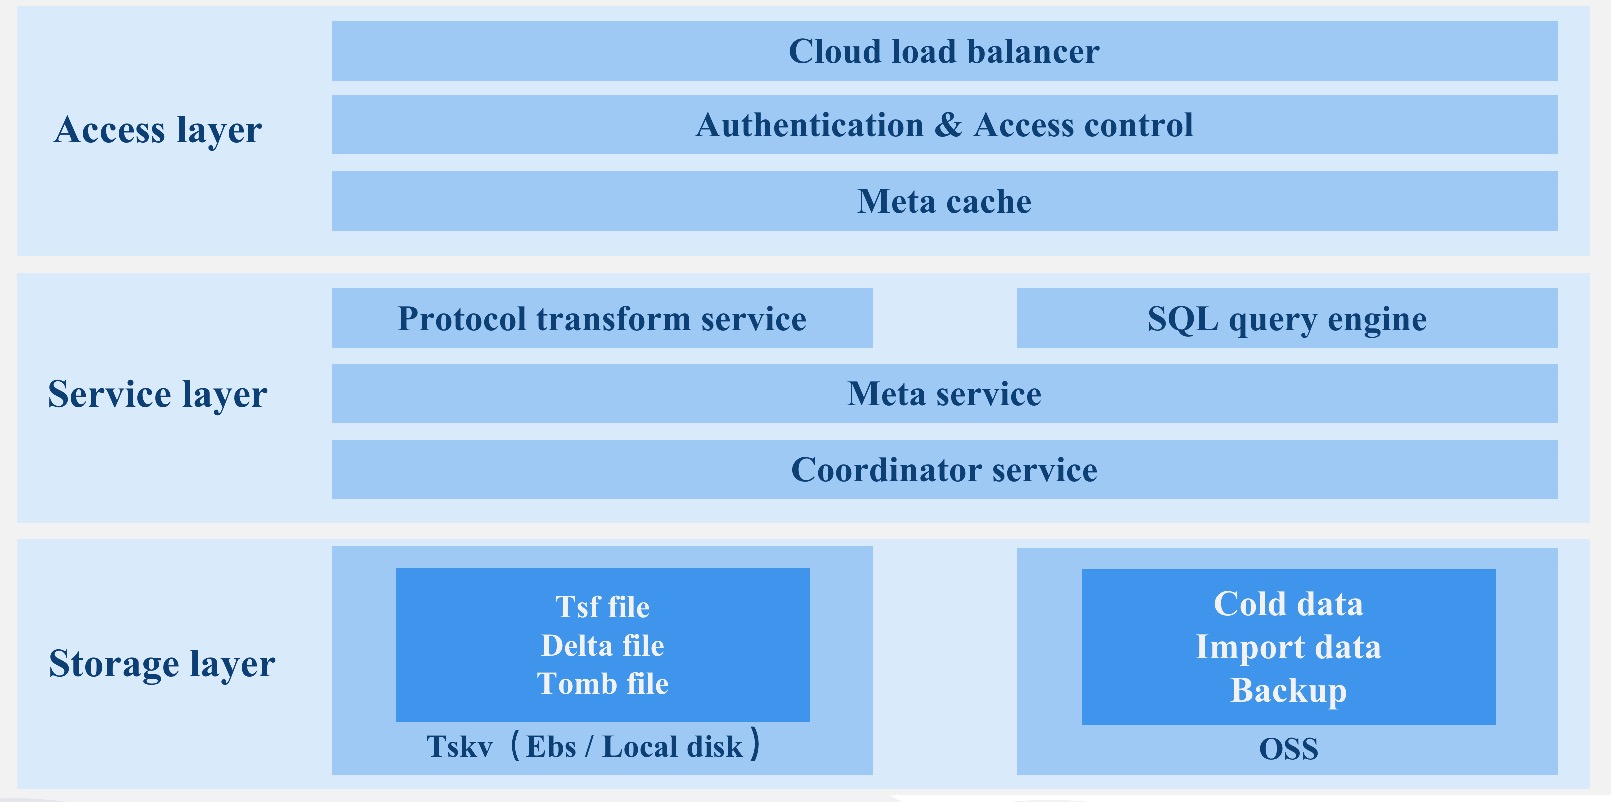 Cloud load balancer
Access layer
Authentication & Access control
Meta cache
Protocol transform service
SQL query engine
Service layer
Meta service
Coordinator service
Storage layer
Tsf file
Delta file
Tomb file
Tskv（Ebs / Local disk）
Cold data
Import data
Backup
OSS